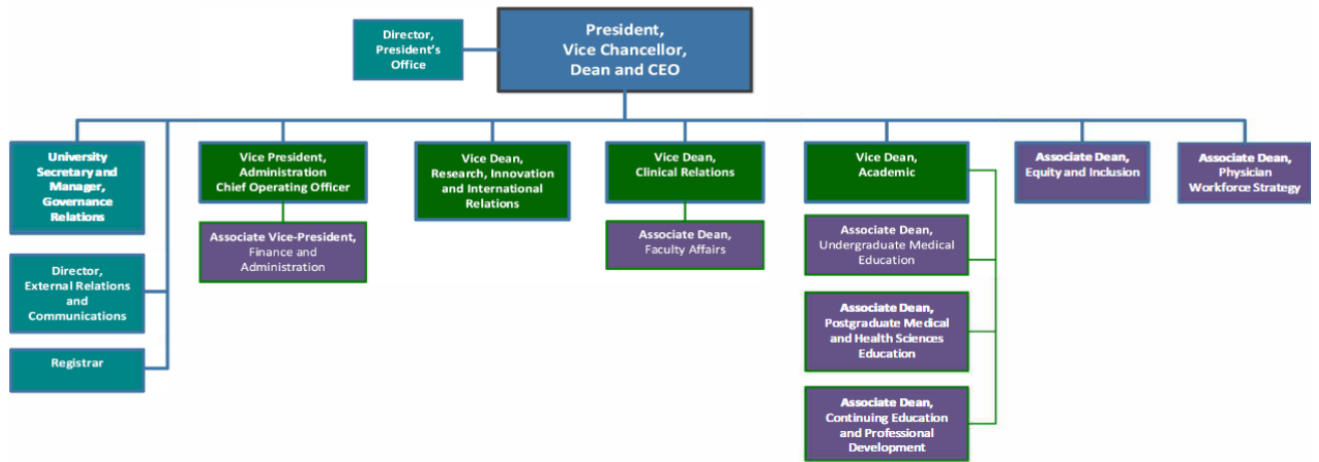 Director,
President's
Office
President,
Vice Chancellor,
Dean and CEO
University
Secretary and
Manager,
Governance
Relations
Director,
External Relations
and
Communications
Registrar
Vice President,
Administration
Chief Operating Officer
Associate Vice-President,
Finance and
Administration
Vice Dean,
Research, Innovation
and International
Relations
Vice Dean,
Clinical Relations
Associate Dean,
Faculty Affairs
Vice Dean,
Academic
Associate Dean,
Undergraduate Medical
Education
Associate Dean,
Postgraduate Medical
and Health Sciences
Education
Associate Dean,
Continuing Education
and Professional
Development
Associate Dean,
Equity and Inclusion
Associate Dean,
Physician
Workforce Strategy